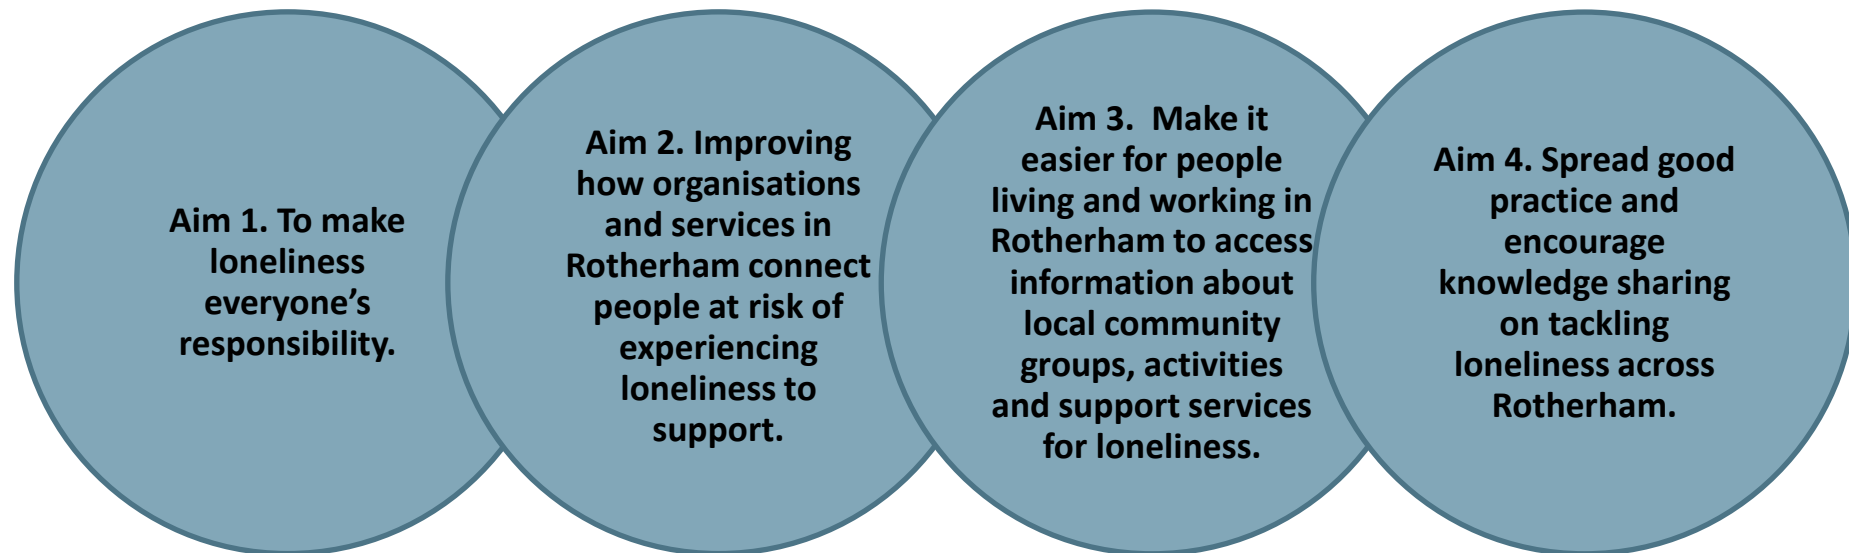 Aim 1. To make
loneliness
everyone’s
responsibility.
Aim 2. Improving
how organisations
and services in
Rotherham connect
people at risk of
experiencing
loneliness to
support.
Aim 3.  Make it
easier for people
living and working in
Rotherham to access
information about
local community
groups, activities
and support services
for loneliness.
Aim 4. Spread good
practice and
encourage
knowledge sharing
on tackling
loneliness across
Rotherham.